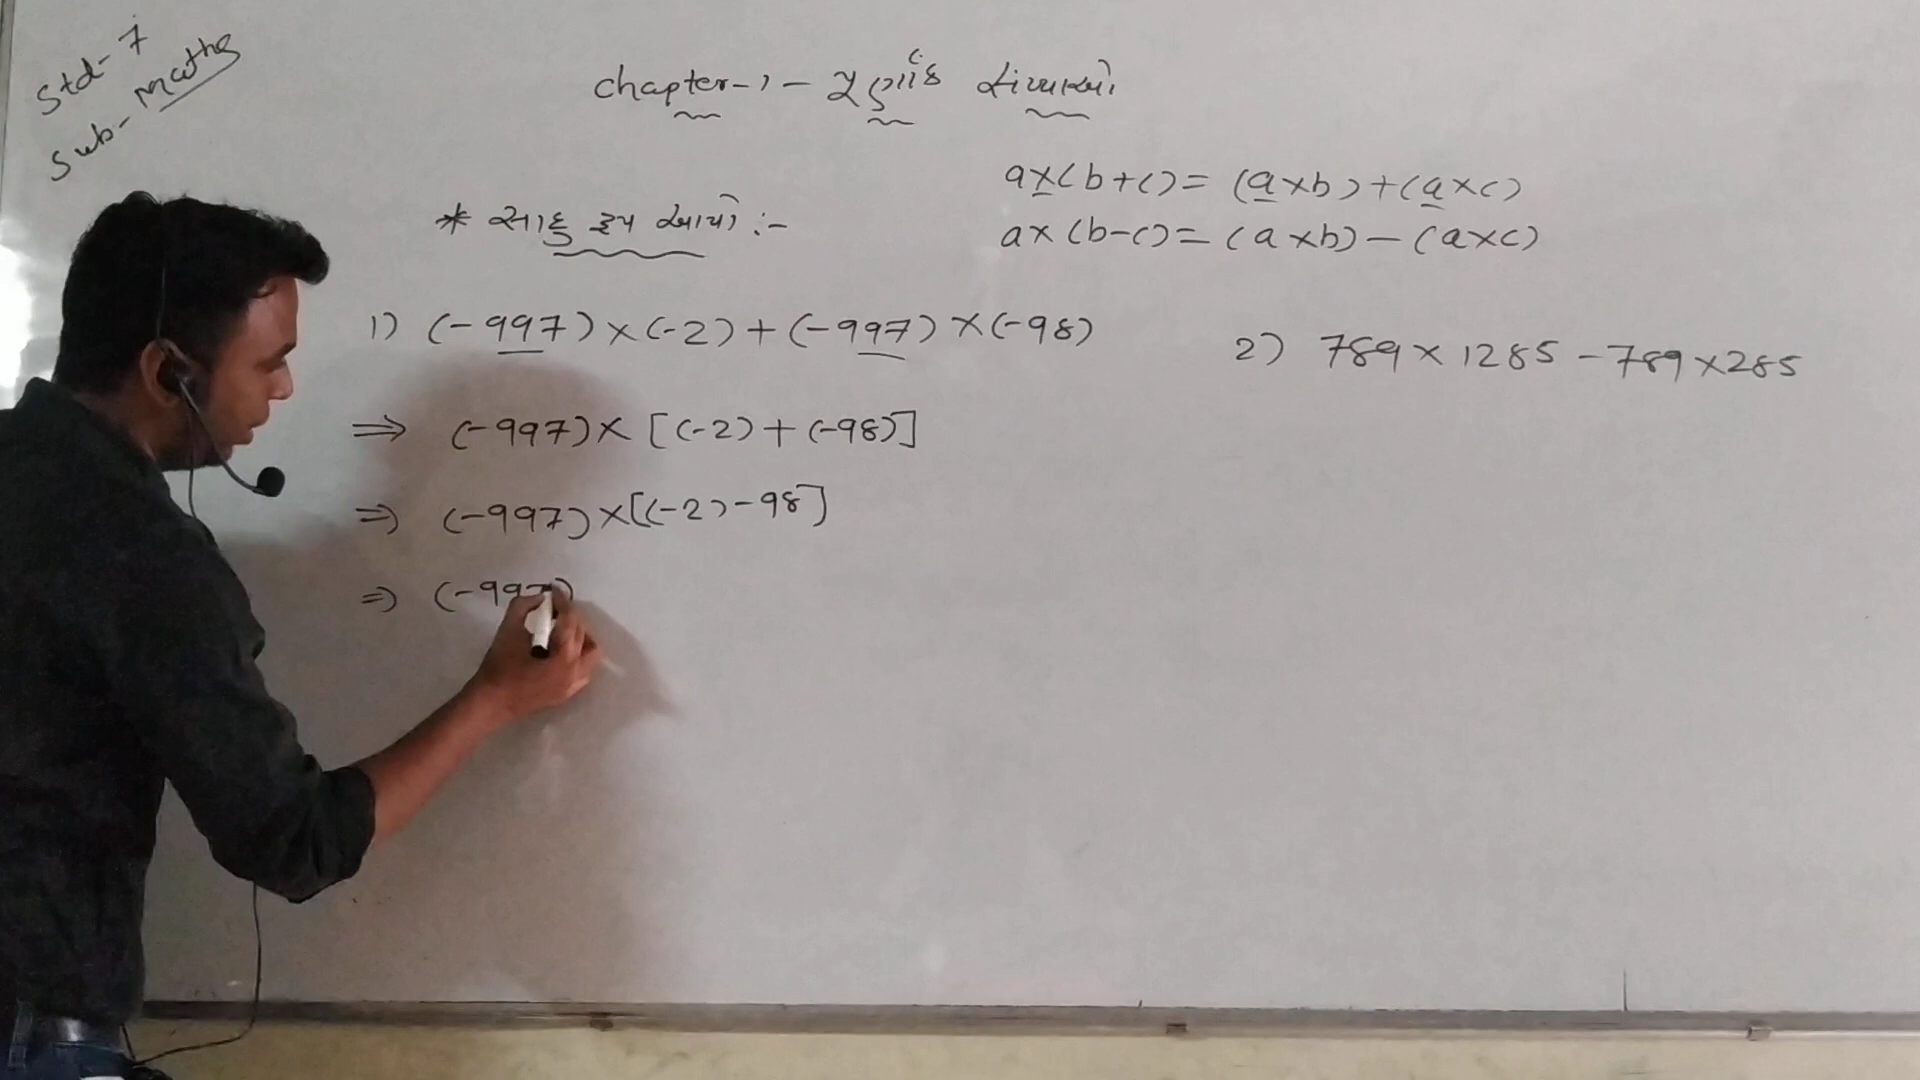 Std-7
Sub-Maths
chapter-1 - પૂર્ણાંક સંખ્યાઓ
a×(b+c)=(a×b)+(a×c)
a×(b-c)=(a×b)-(a×c)
* સાદુ રૂપ આપો :-
1) (-997)×(-2)+(-997)×(-98)
⇒ (-997)×[(-2)+(-98)]
⇒ (-997)×[(-2)-98]
⇒ (-997)
2) 789×1285-789×285